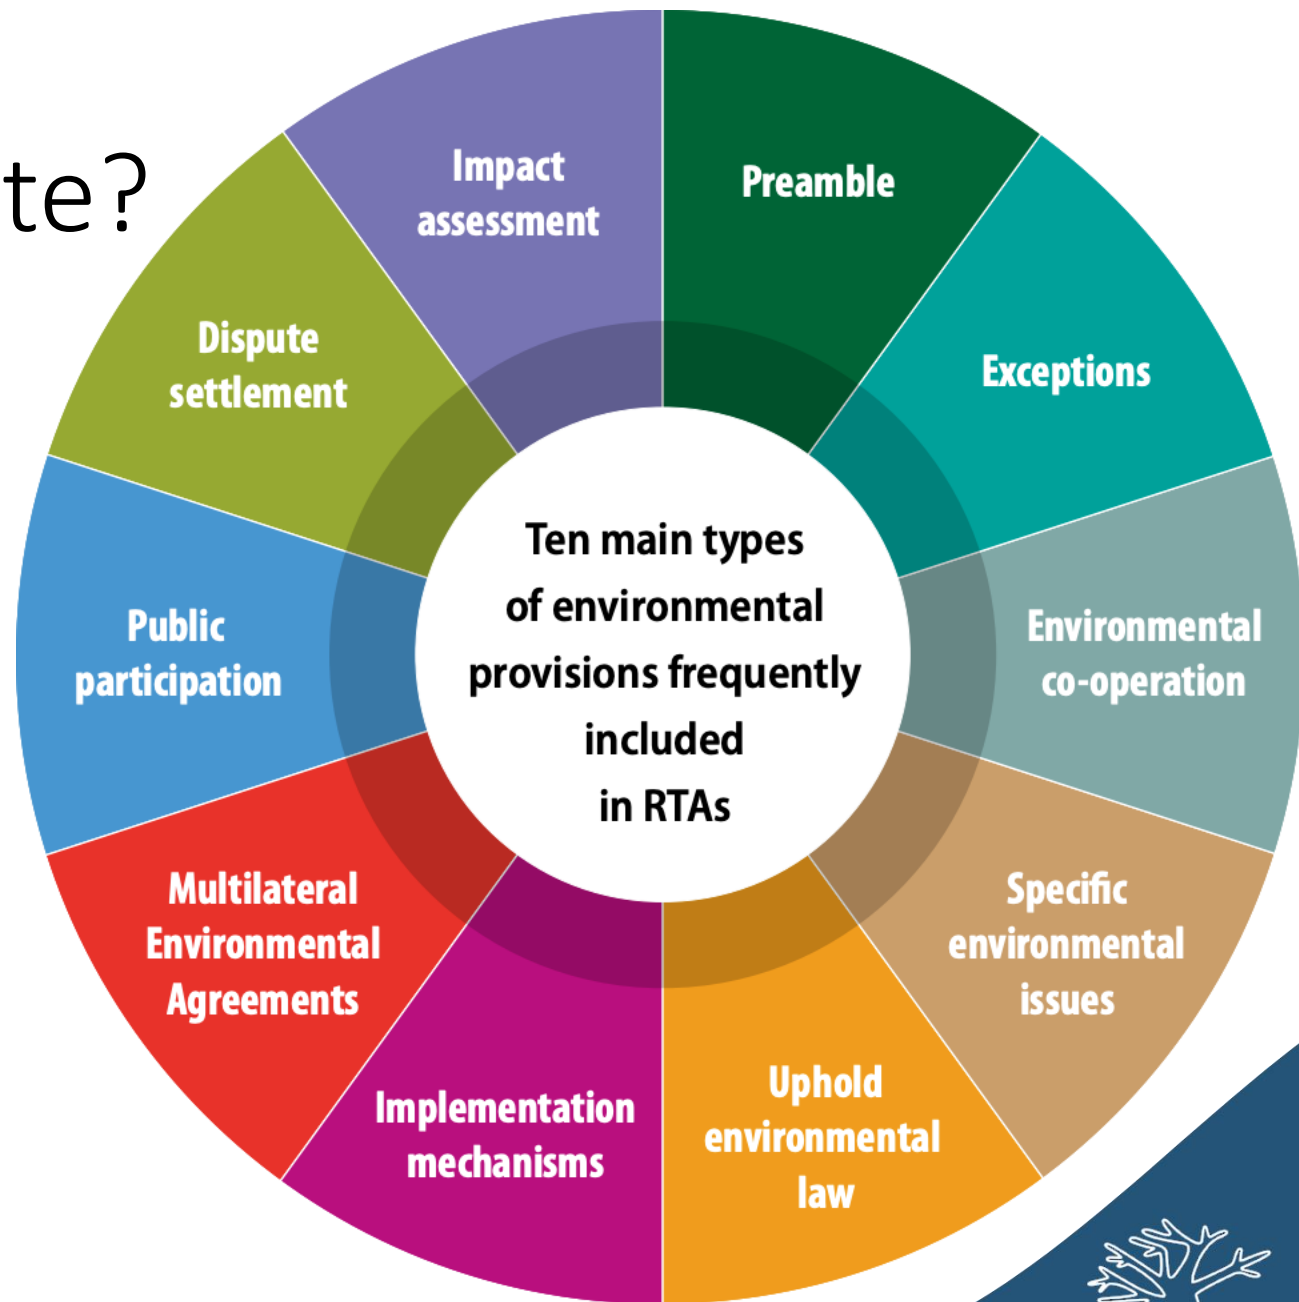 te?
Impact
assessment
Preamble
Exceptions
Environmental
co-operation
Specific
environmental
issues
Uphold
environmental
law
Implementation
mechanisms
Multilateral
Environmental
Agreements
Public
participation
Dispute
settlement
Ten main types
of environmental
provisions frequently
included
in RTAs